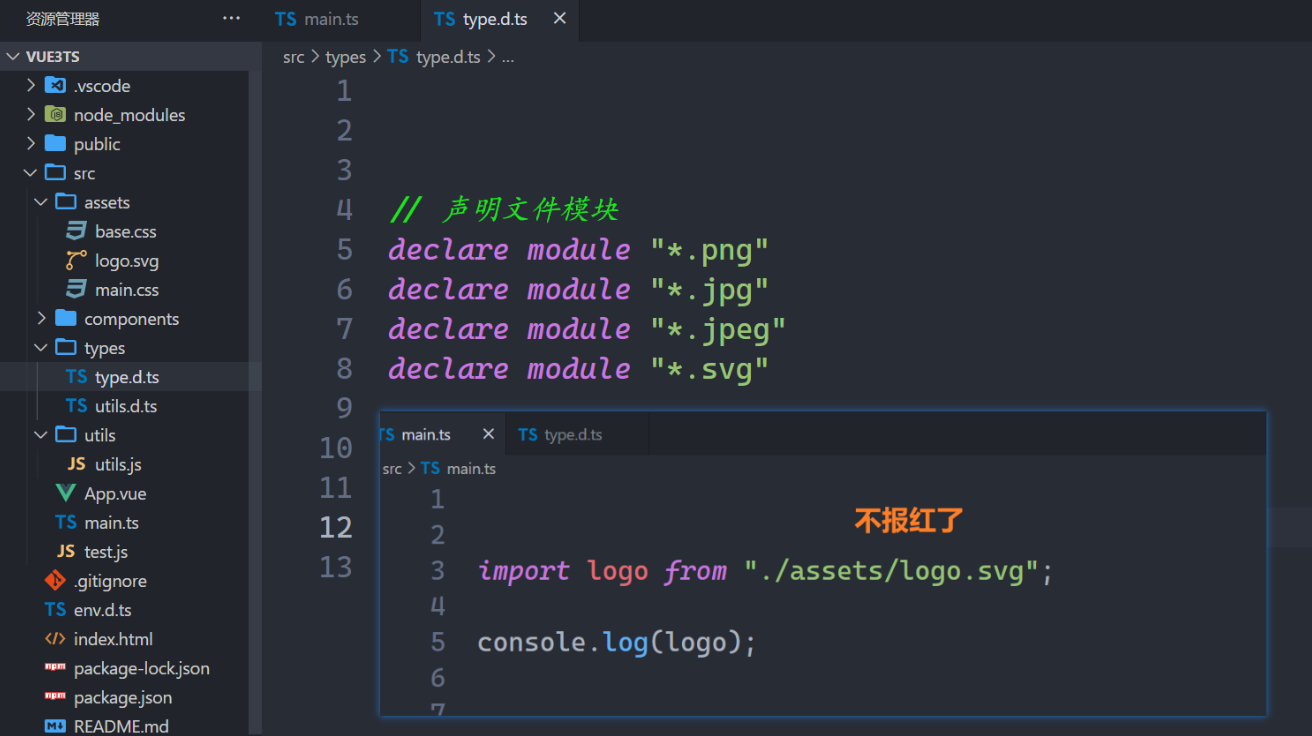 资源管理器 ...
VUE3TS
.vscode
node_modules
public
src
assets
base.css
logo.svg
main.css
components
types
TS type.d.ts
TS utils.d.ts
utils
JS utils.js
App.vue
TS main.ts
JS test.js
.gitignore
TS env.d.ts
index.html
package-lock.json
package.json
README.md
TS main.ts TS type.d.ts ×
src > types > TS type.d.ts > ...
1
2
3
4 // 声明文件模块
5 declare module "*.png"
6 declare module "*.jpg"
7 declare module "*.jpeg"
8 declare module "*.svg"
9
10
11
12
13
TS main.ts × TS type.d.ts
src > TS main.ts
1
不报红了
2
3 import logo from "./assets/logo.svg";
4
5 console.log(logo);
6
7